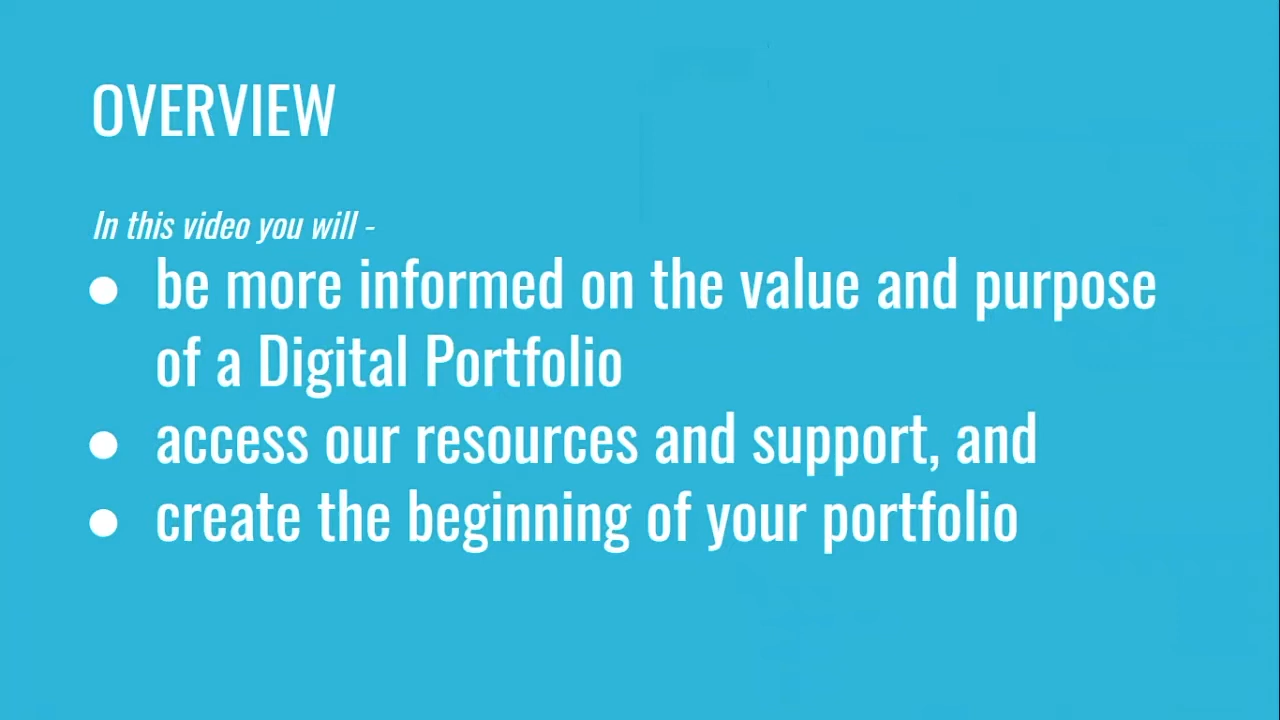 OVERVIEW
In this video you will -
● be more informed on the value and purpose
of a Digital Portfolio
● access our resources and support, and
● create the beginning of your portfolio